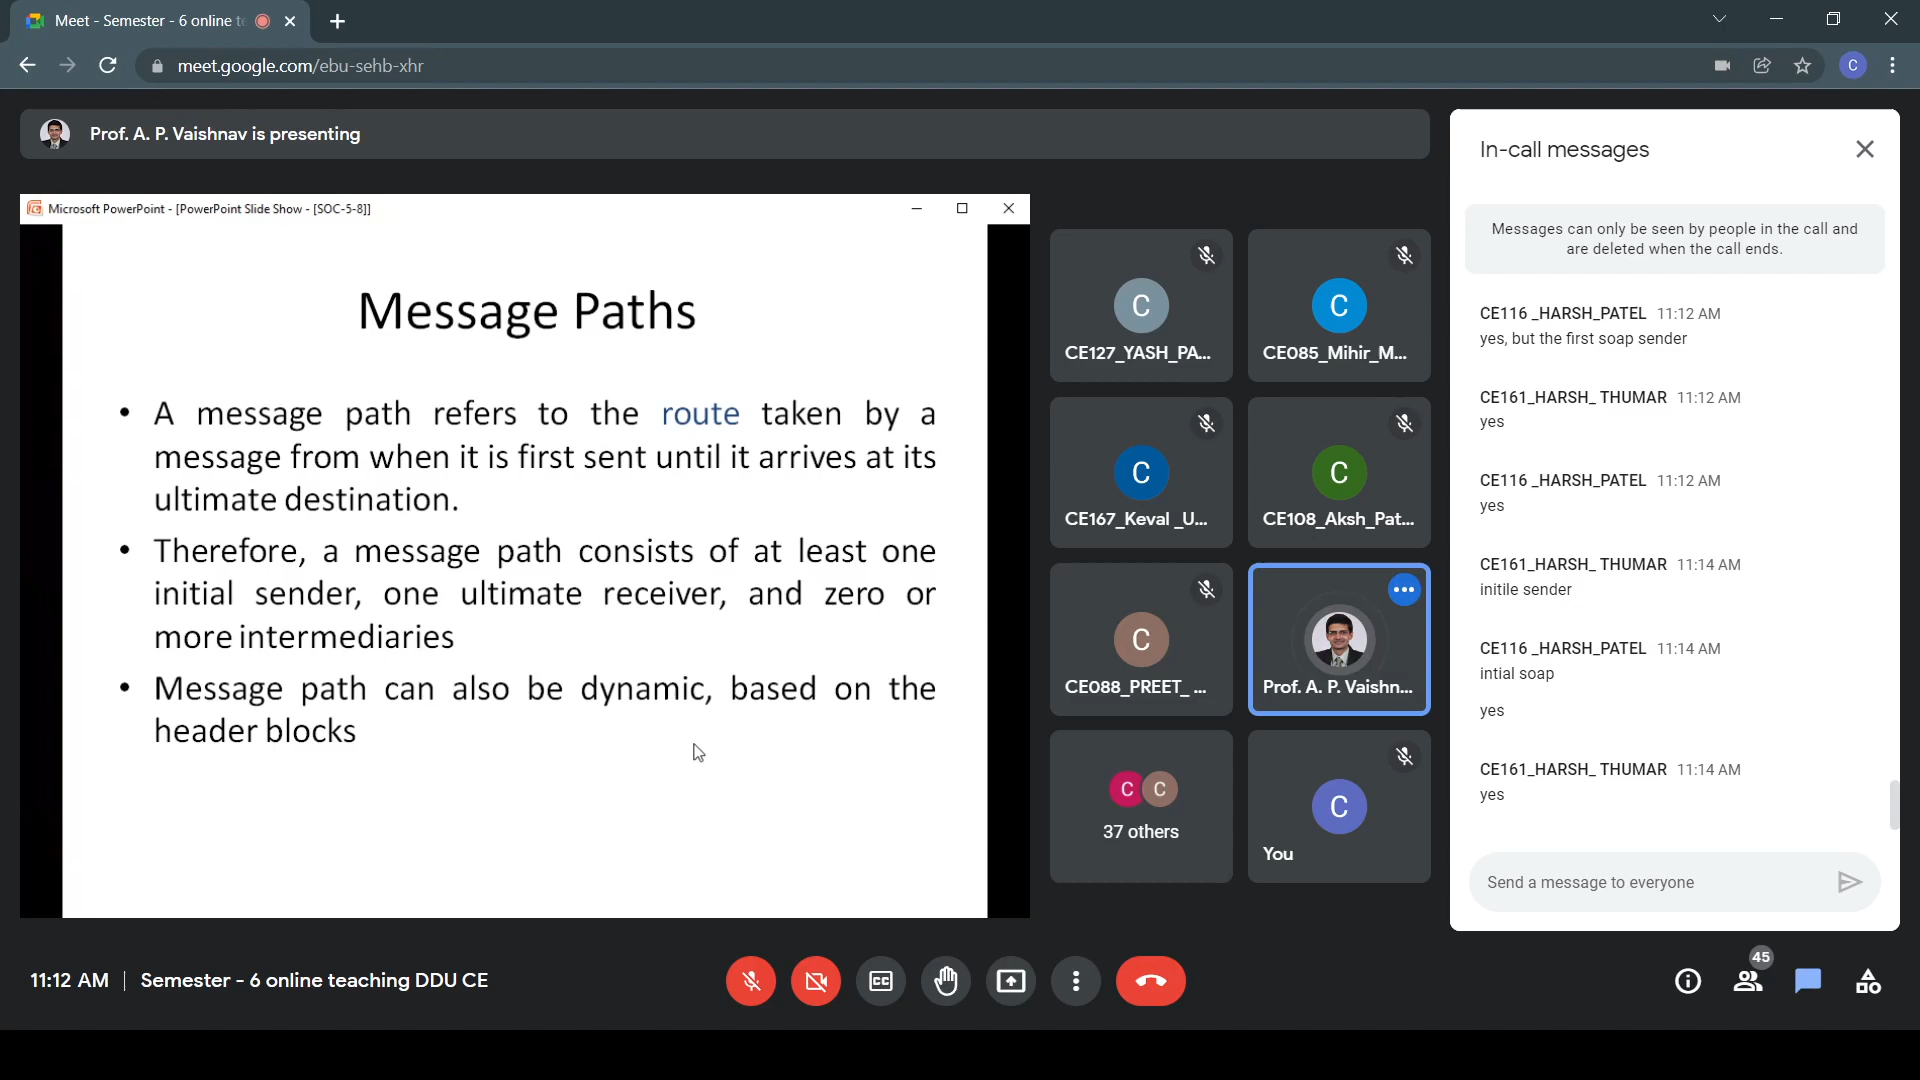 Meet - Semester - 6 online te
meet.google.com/ebu-sehb-xhr
C
Prof. A. P. Vaishnav is presenting
Microsoft PowerPoint - [PowerPoint Slide Show - [SOC-5-8]]
Message Paths
• A message path refers to the route taken by a
message from when it is first sent until it arrives at its
ultimate destination.
• Therefore, a message path consists of at least one
initial sender, one ultimate receiver, and zero or
more intermediaries
• Message path can also be dynamic, based on the
header blocks
C
CE127_YASH_PA...
C
CE085_Mihir_M...
C
CE167_Keval _U...
C
CE108_Aksh_Pat...
C
CE088_PREET_ ...
Prof. A. P. Vaishn...
C C
37 others
C
You
In-call messages
Messages can only be seen by people in the call and
are deleted when the call ends.
CE116 _HARSH_PATEL 11:12 AM
yes, but the first soap sender
CE161_HARSH_ THUMAR 11:12 AM
yes
CE116 _HARSH_PATEL 11:12 AM
yes
CE161_HARSH_ THUMAR 11:14 AM
initile sender
CE116 _HARSH_PATEL 11:14 AM
intial soap
yes
CE161_HARSH_ THUMAR 11:14 AM
yes
Send a message to everyone
11:12 AM | Semester - 6 online teaching DDU CE
CC
45